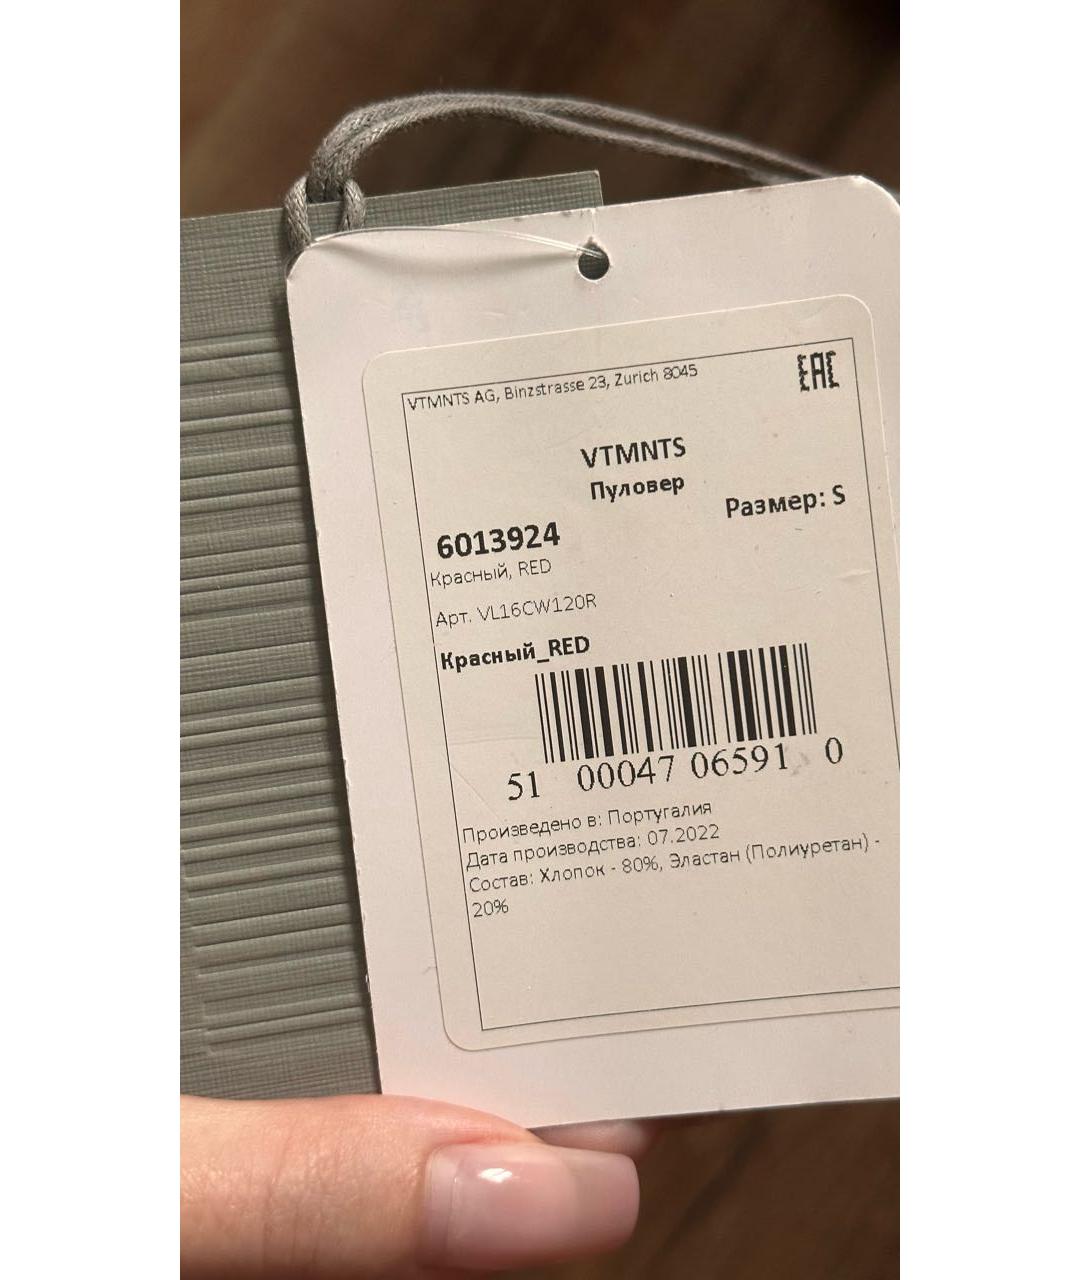 VTMNTS AG, Binzstrasse 23, Zurich 8045
EAC
VTMNTS
Пуловер
Размер: S
6013924
Красный, RED
Арт. VL16CW120R
Красный_RED
51 00047 06591 0
Произведено в: Португалия
Дата производства: 07.2022
Состав: Хлопок - 80%, Эластан (Полиуретан) -
20%